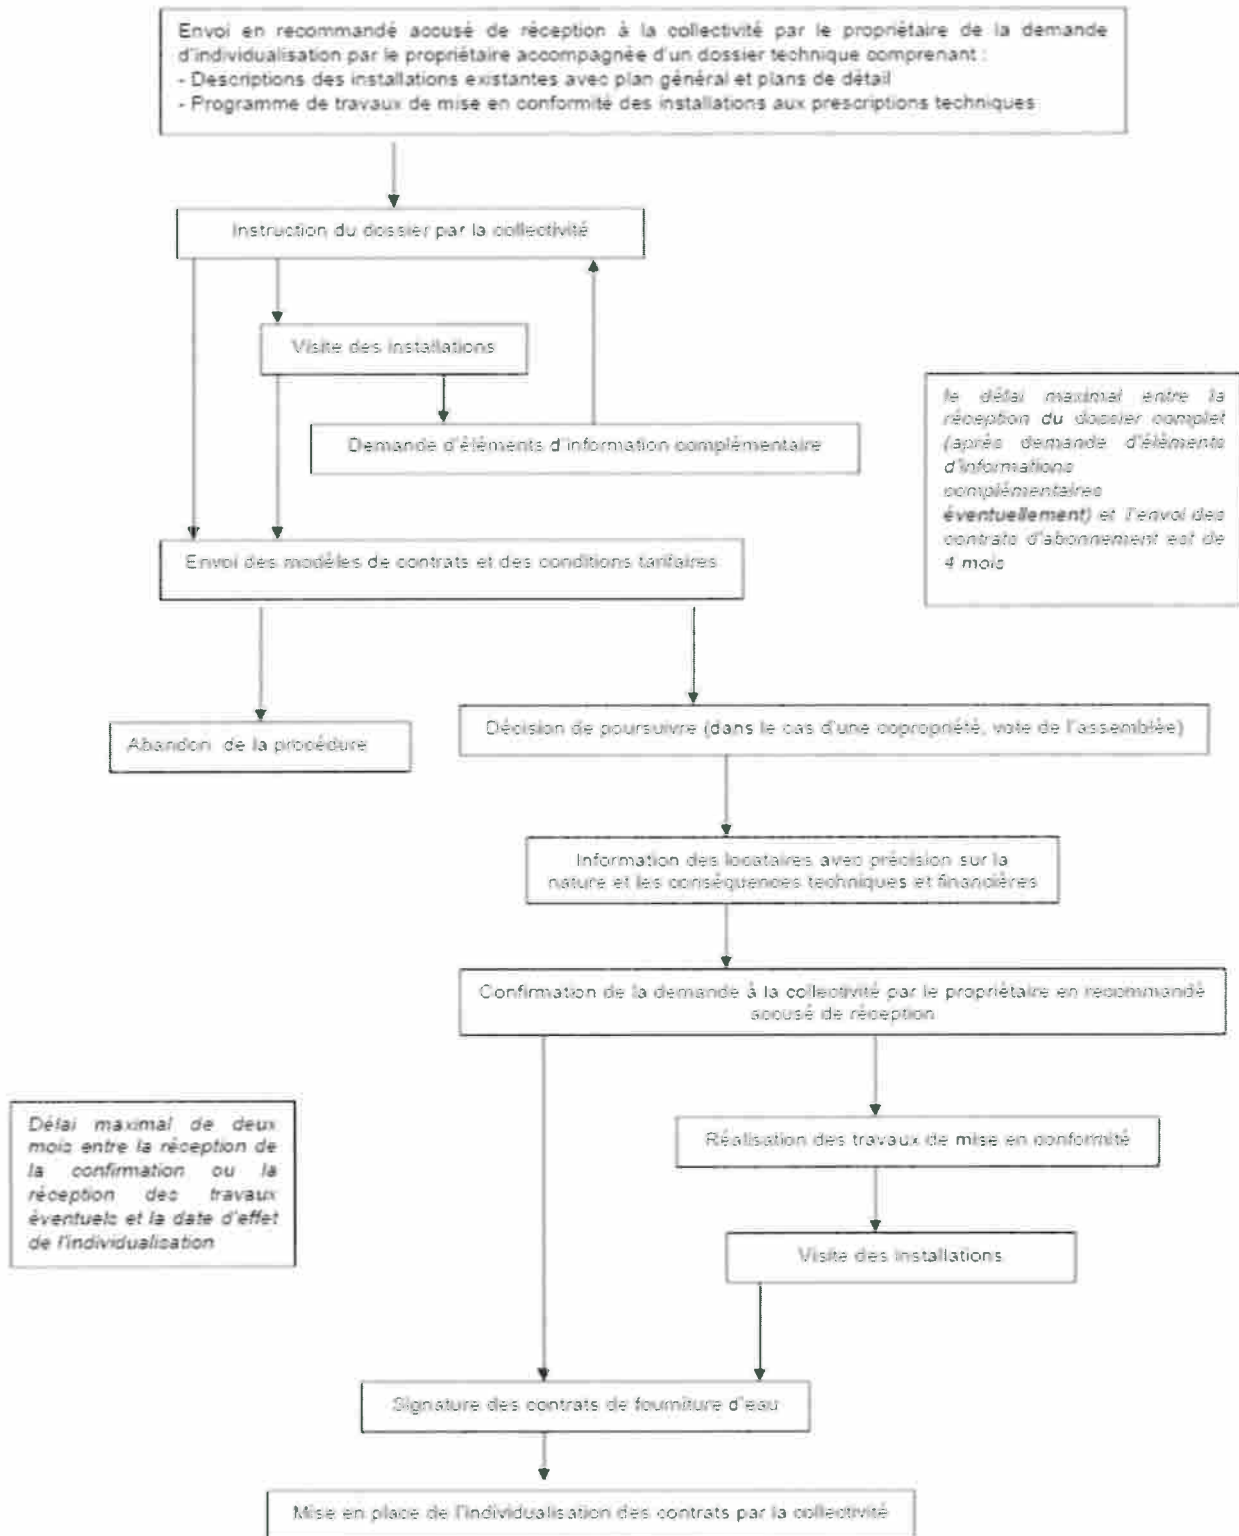 Envoi en recommandé accusé de réception à la collectivité par le propriétaire de la demande
d'individualisation par le propriétaire accompagnée d'un dossier technique comprenant :
- Descriptions des installations existantes avec plan général et plans de détail
- Programme de travaux de mise en conformité des installations aux prescriptions techniques
Instruction du dossier par la collectivité
Visite des installations
Demande d'éléments d'information complémentaire
le délai maximal entre la
réception du dossier complet
(après demande d'éléments
d'informations
complémentaires
éventuellement) et l'envoi des
contrats d'abonnement est de
4 mois
Envoi des modèles de contrats et des conditions tarifaires
Abandon de la procédure
Décision de poursuivre (dans le cas d'une copropriété, vote de l'assemblée)
Information des locataires avec précision sur la
nature et les conséquences techniques et financières
Confirmation de la demande à la collectivité par le propriétaire en recommandé
accusé de réception
Délai maximal de deux
mois entre la réception de
la confirmation ou la
réception des travaux
éventuels et la date d'effet
de l'individualisation
Réalisation des travaux de mise en conformité
Visite des installations
Signature des contrats de fourniture d'eau
Mise en place de l'individualisation des contrats par la collectivité